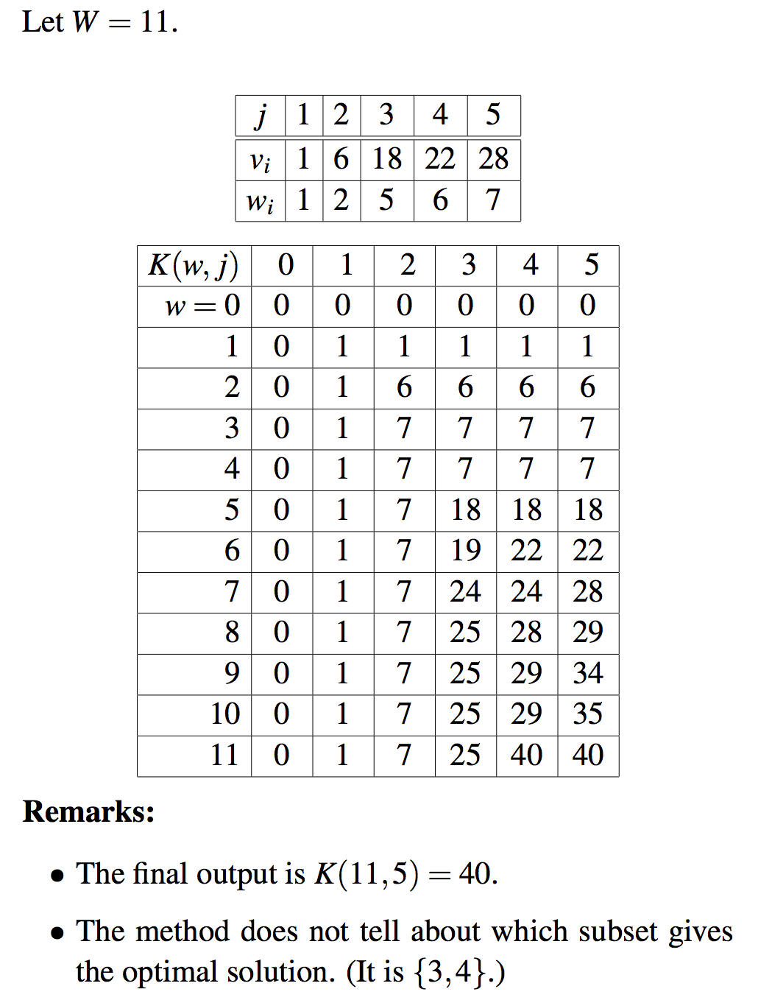 Let W = 11.
j 1 2 3 4 5
vᵢ 1 6 18 22 28
wᵢ 1 2 5 6 7
K(w, j) 0 1 2 3 4 5
w = 0 0 0 0 0 0 0
1 0 1 1 1 1 1
2 0 1 6 6 6 6
3 0 1 7 7 7 7
4 0 1 7 7 7 7
5 0 1 7 18 18 18
6 0 1 7 19 22 22
7 0 1 7 24 24 28
8 0 1 7 25 28 29
9 0 1 7 25 29 34
10 0 1 7 25 29 35
11 0 1 7 25 40 40
Remarks:
• The final output is K(11,5) = 40.
• The method does not tell about which subset gives
the optimal solution. (It is {3,4}.)